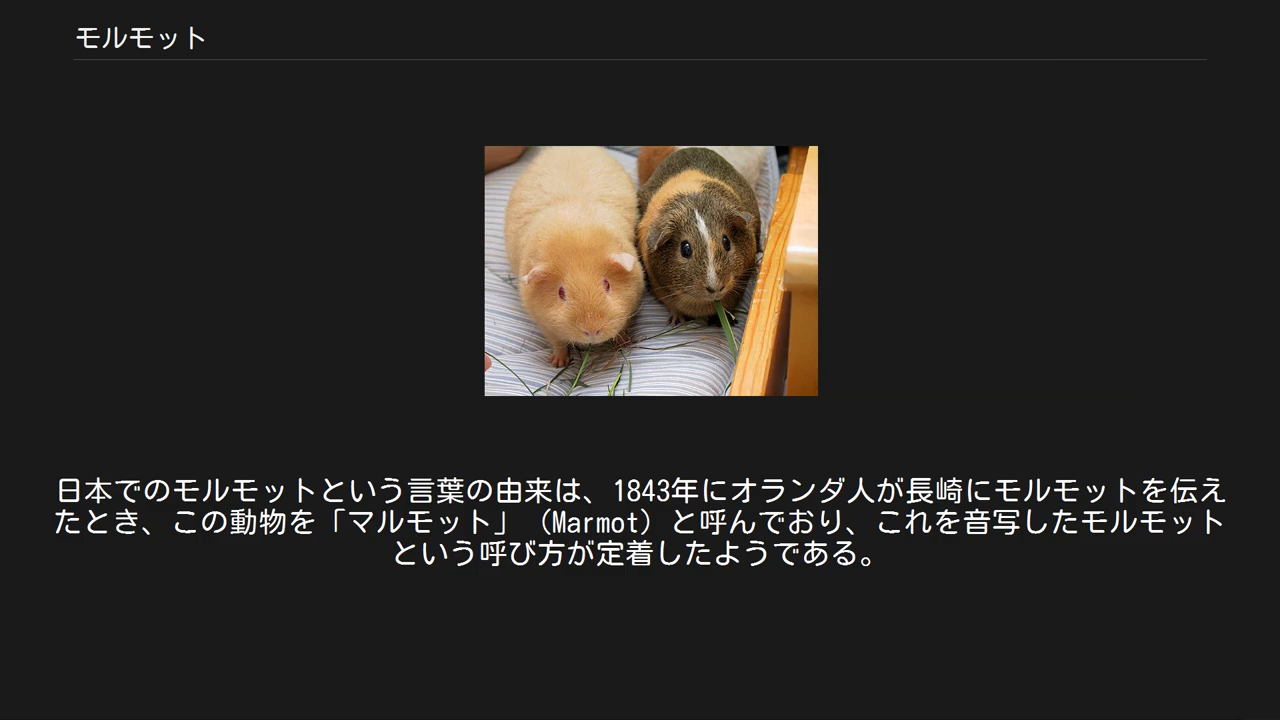 モルモット
日本でのモルモットという言葉の由来は、1843年にオランダ人が長崎にモルモットを伝え
たとき、この動物を「マルモット」（Marmot）と呼んでおり、これを音写したモルモット
という呼び方が定着したようである。